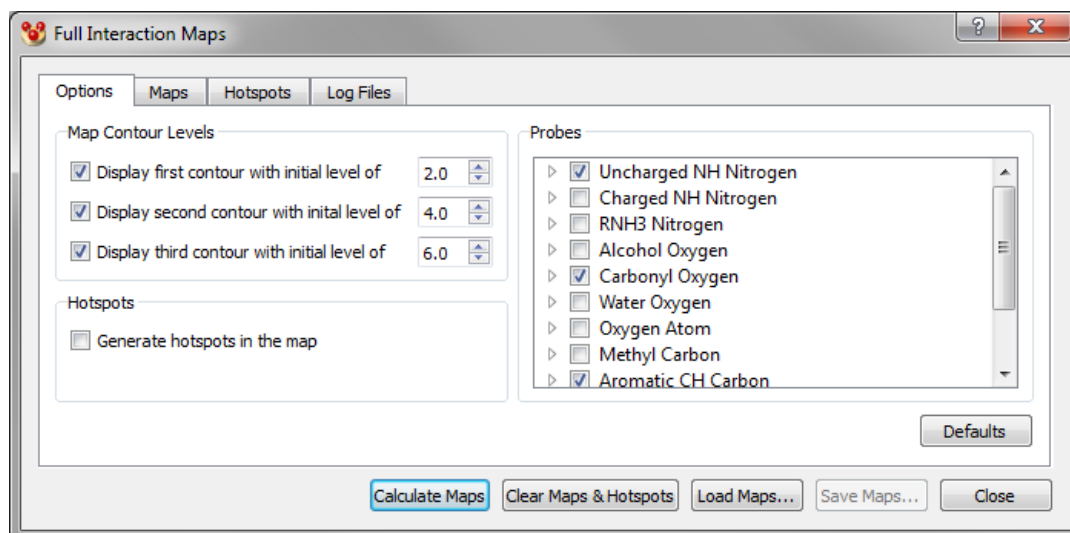 Full Interaction Maps
Options Maps Hotspots Log Files
Map Contour Levels
Display first contour with initial level of 2.0
Display second contour with inital level of 4.0
Display third contour with initial level of 6.0
Hotspots
Generate hotspots in the map
Probes
Uncharged NH Nitrogen
Charged NH Nitrogen
RNH3 Nitrogen
Alcohol Oxygen
Carbonyl Oxygen
Water Oxygen
Oxygen Atom
Methyl Carbon
Aromatic CH Carbon
Defaults
Calculate Maps Clear Maps & Hotspots Load Maps... Save Maps... Close